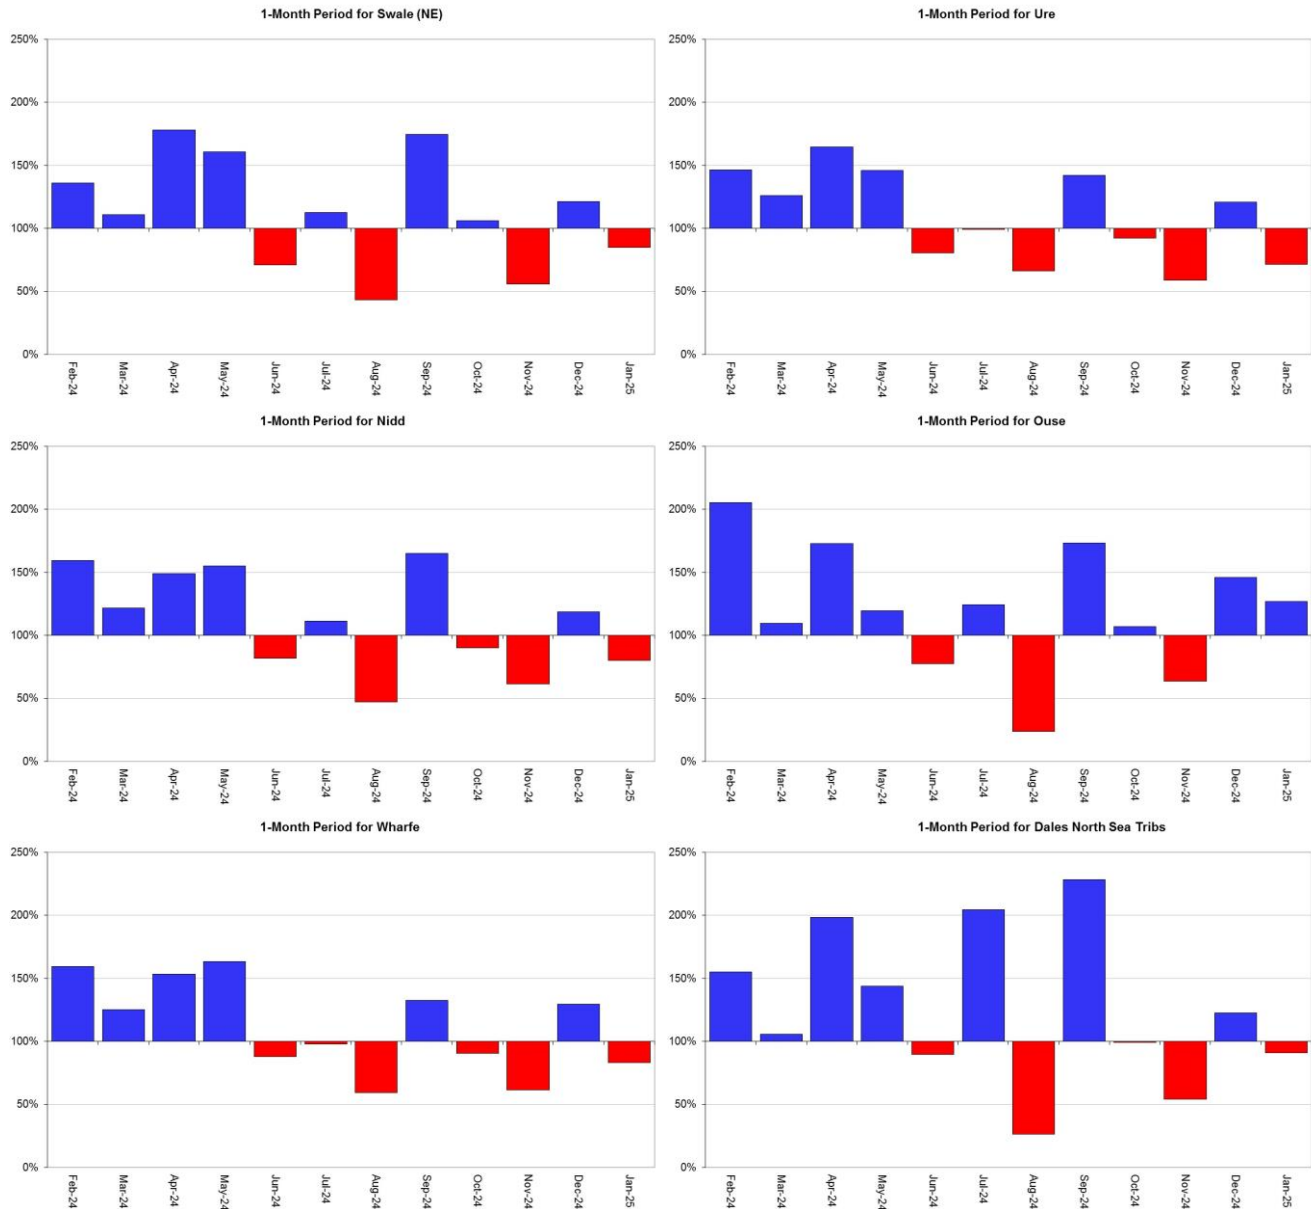 1-Month Period for Swale (NE)
250%
200%
150%
100%
50%
0%
Feb-24
Mar-24
Apr-24
May-24
Jun-24
Jul-24
Aug-24
Sep-24
Oct-24
Nov-24
Dec-24
Jan-25
1-Month Period for Ure
250%
200%
150%
100%
50%
0%
Feb-24
Mar-24
Apr-24
May-24
Jun-24
Jul-24
Aug-24
Sep-24
Oct-24
Nov-24
Dec-24
Jan-25
1-Month Period for Nidd
250%
200%
150%
100%
50%
0%
Feb-24
Mar-24
Apr-24
May-24
Jun-24
Jul-24
Aug-24
Sep-24
Oct-24
Nov-24
Dec-24
Jan-25
1-Month Period for Ouse
250%
200%
150%
100%
50%
0%
Feb-24
Mar-24
Apr-24
May-24
Jun-24
Jul-24
Aug-24
Sep-24
Oct-24
Nov-24
Dec-24
Jan-25
1-Month Period for Wharfe
250%
200%
150%
100%
50%
0%
Feb-24
Mar-24
Apr-24
May-24
Jun-24
Jul-24
Aug-24
Sep-24
Oct-24
Nov-24
Dec-24
Jan-25
1-Month Period for Dales North Sea Tribs
250%
200%
150%
100%
50%
0%
Feb-24
Mar-24
Apr-24
May-24
Jun-24
Jul-24
Aug-24
Sep-24
Oct-24
Nov-24
Dec-24
Jan-25